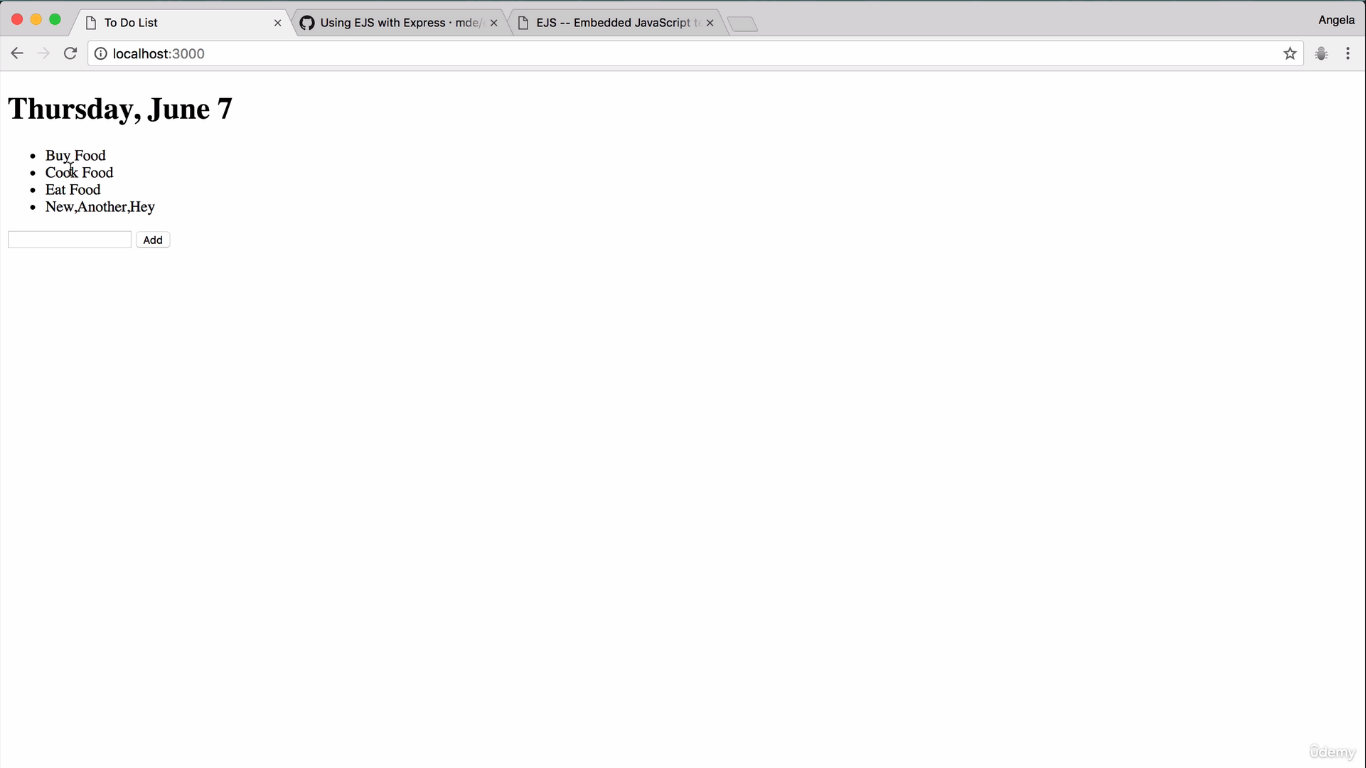 To Do List
Using EJS with Express · mde/
EJS -- Embedded JavaScript
Angela
localhost:3000
Thursday, June 7
Buy Food
Cook Food
Eat Food
New,Another,Hey
Add
ûdemy